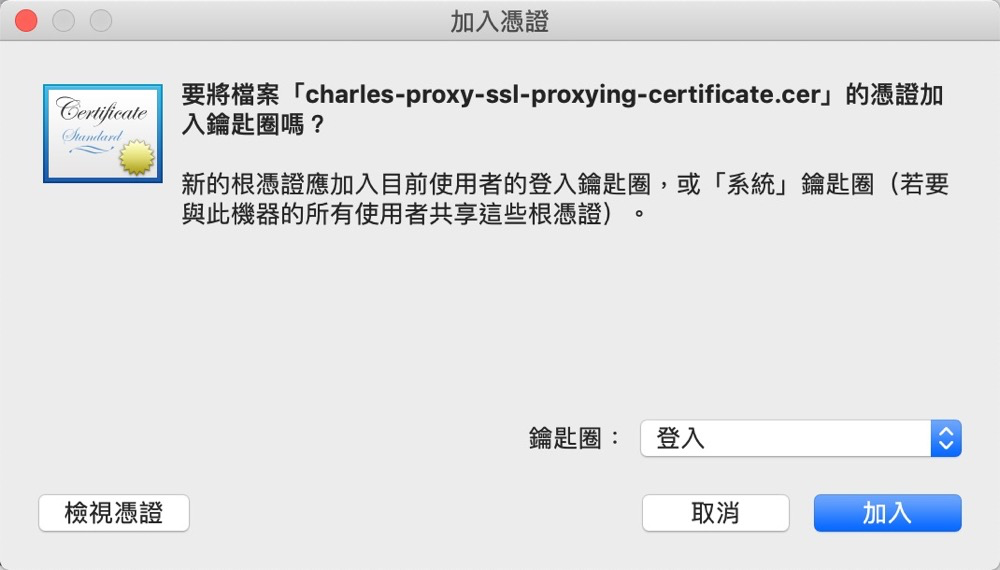 加入憑證
Certificate
Standard
要將檔案「charles-proxy-ssl-proxying-certificate.cer」的憑證加
入鑰匙圈嗎？
新的根憑證應加入目前使用者的登入鑰匙圈，或「系統」鑰匙圈（若要
與此機器的所有使用者共享這些根憑證）。
鑰匙圈： 登入
檢視憑證 取消 加入